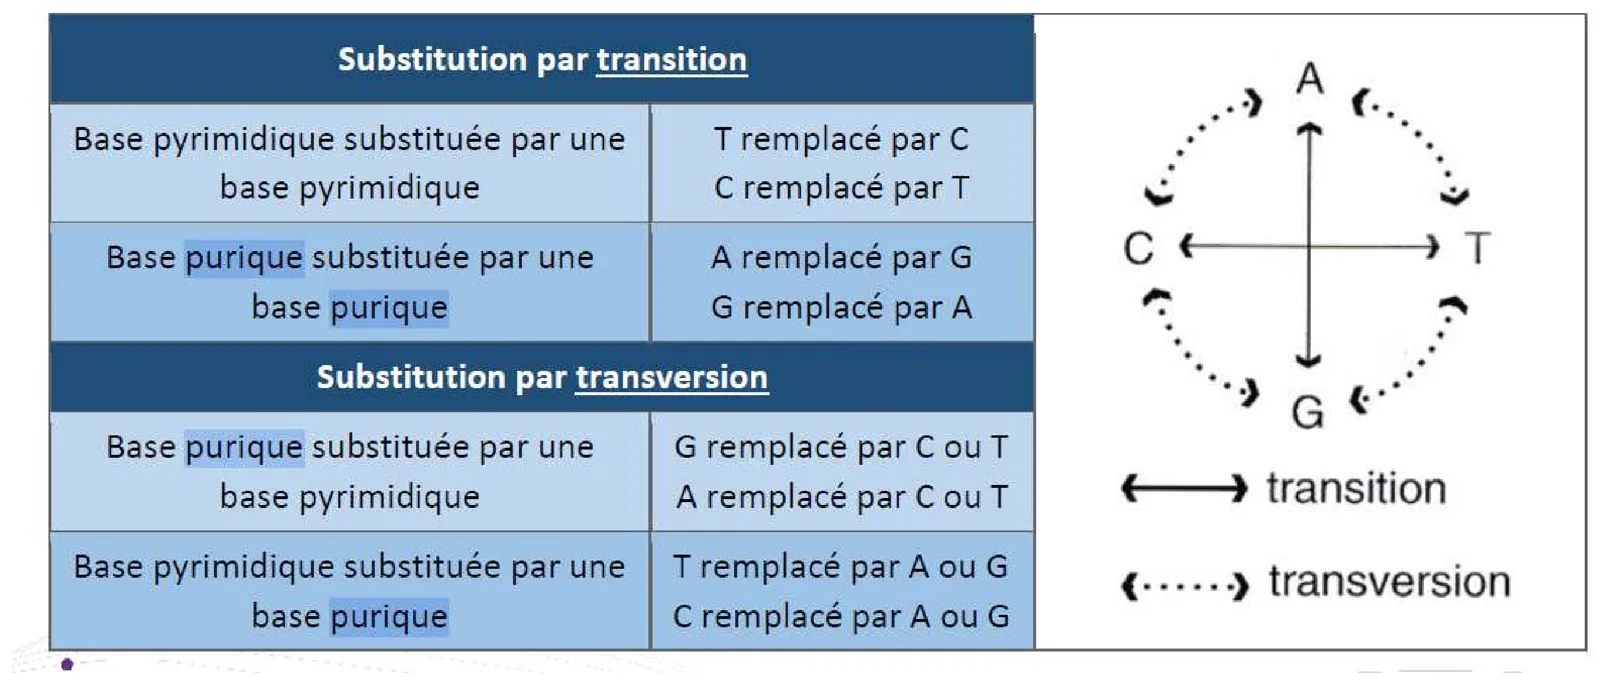 Substitution par transition
Base pyrimidique substituée par une
base pyrimidique
T remplacé par C
C remplacé par T
Base purique substituée par une
base purique
A remplacé par G
G remplacé par A
Substitution par transversion
Base purique substituée par une
base pyrimidique
G remplacé par C ou T
A remplacé par C ou T
Base pyrimidique substituée par une
base purique
T remplacé par A ou G
C remplacé par A ou G
A
C
T
G
transition
transversion